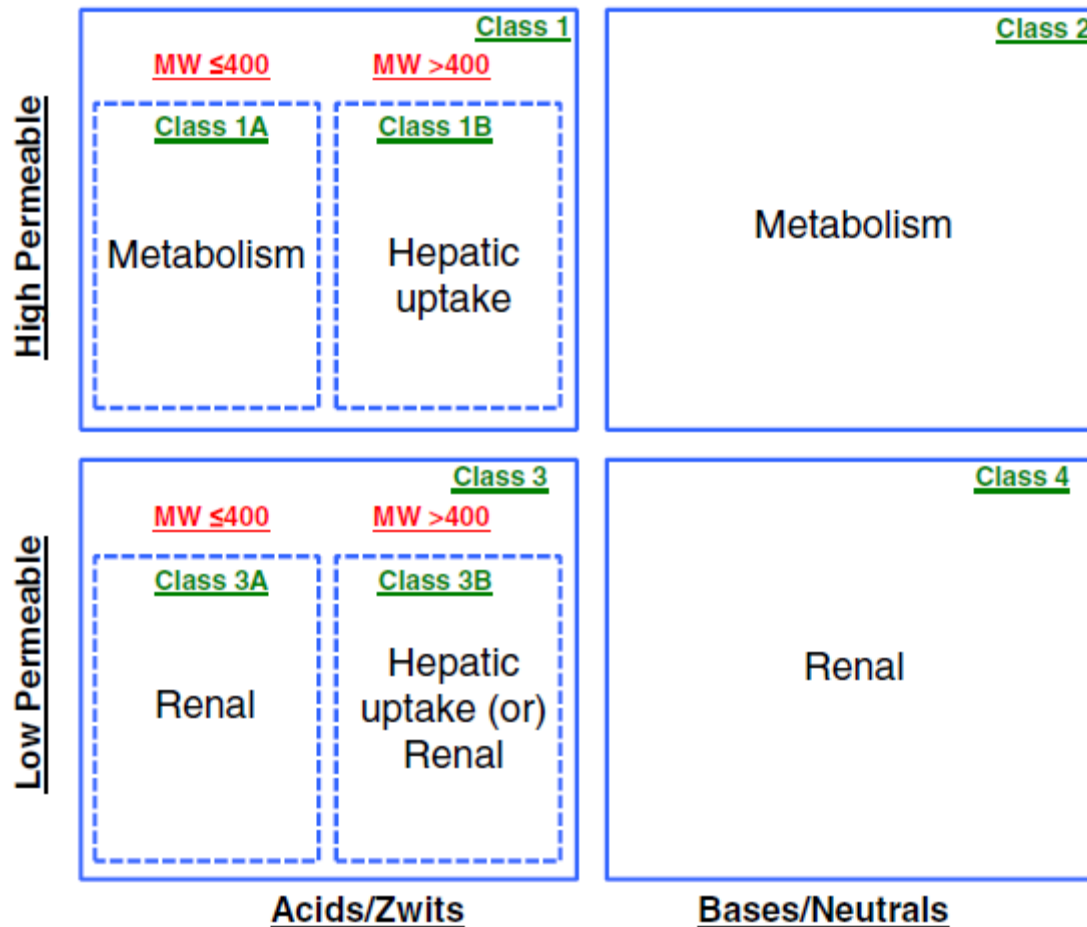 Class 1
MW ≤400
MW >400
Class 1A
Class 1B
Metabolism
Hepatic
uptake
Class 2
Metabolism
High Permeable
Class 3
MW ≤400
MW >400
Class 3A
Class 3B
Renal
Hepatic
uptake (or)
Renal
Class 4
Renal
Low Permeable
Acids/Zwits
Bases/Neutrals